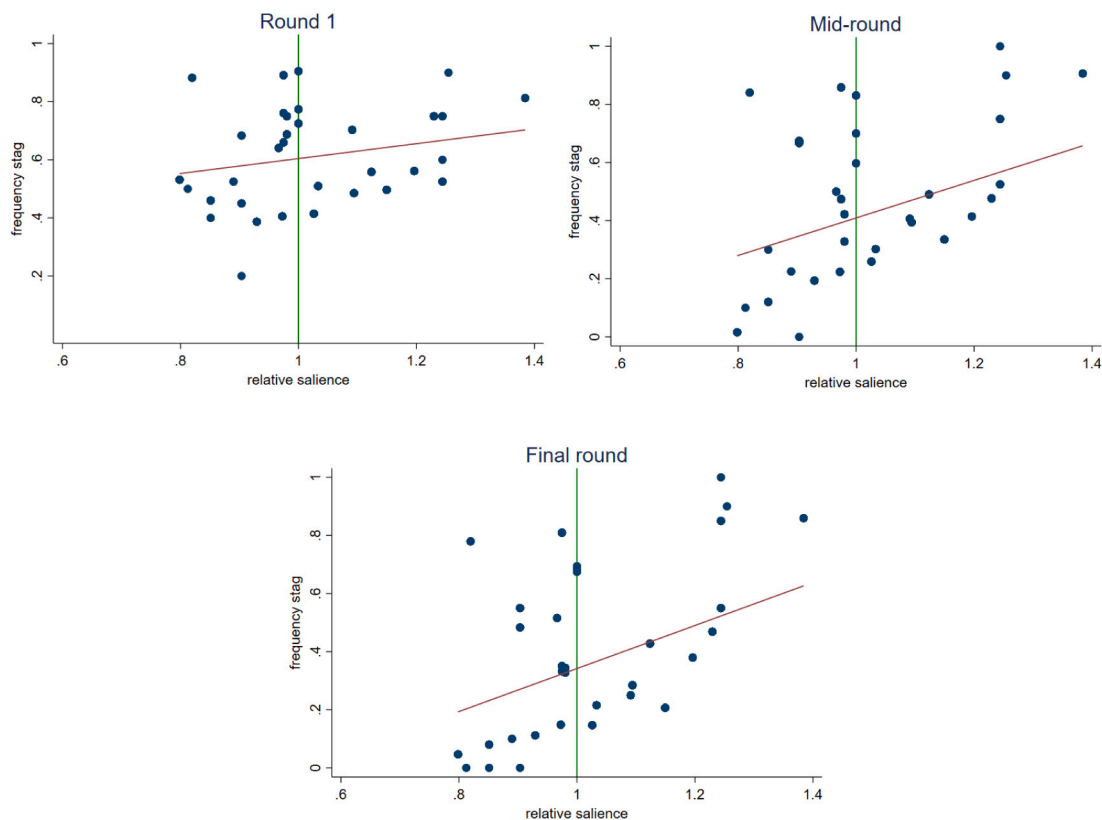 Round 1
frequency stag
1
.8
.6
.4
.2
.6 .8 1 1.2 1.4
relative salience
Mid-round
frequency stag
1
.8
.6
.4
.2
0
.6 .8 1 1.2 1.4
relative salience
Final round
frequency stag
1
.8
.6
.4
.2
0
.6 .8 1 1.2 1.4
relative salience